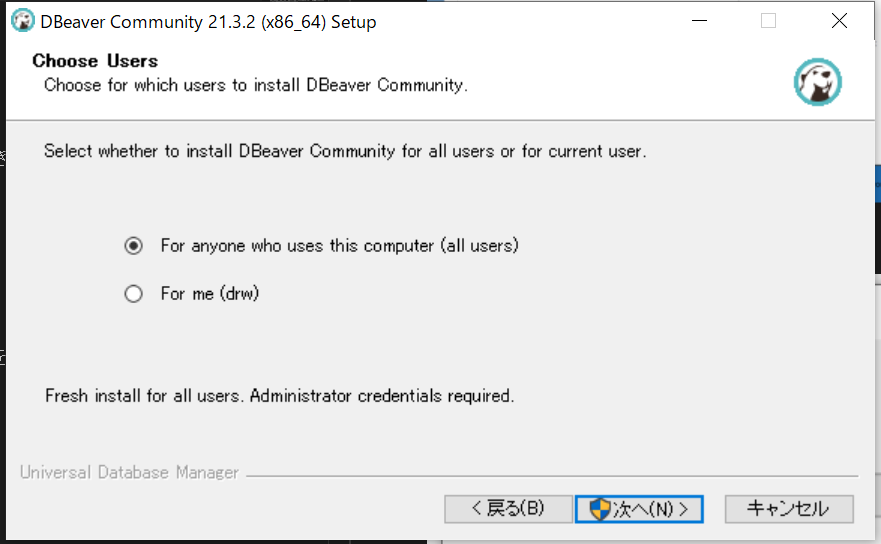 DBeaver Community 21.3.2 (x86_64) Setup
Choose Users
Choose for which users to install DBeaver Community.
Select whether to install DBeaver Community for all users or for current user.
For anyone who uses this computer (all users)
For me (drw)
Fresh install for all users. Administrator credentials required.
Universal Database Manager
< 戻る(B) 次へ(N) > キャンセル